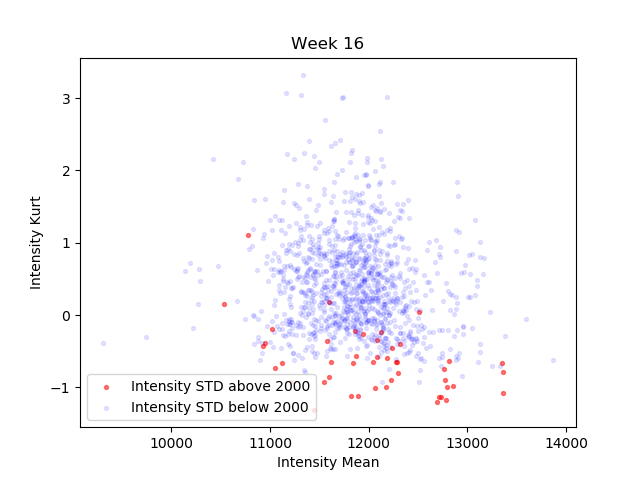 Week 16
3
2
1
0
−1
Intensity Kurt
Intensity STD above 2000
Intensity STD below 2000
10000 11000 12000 13000 14000
Intensity Mean